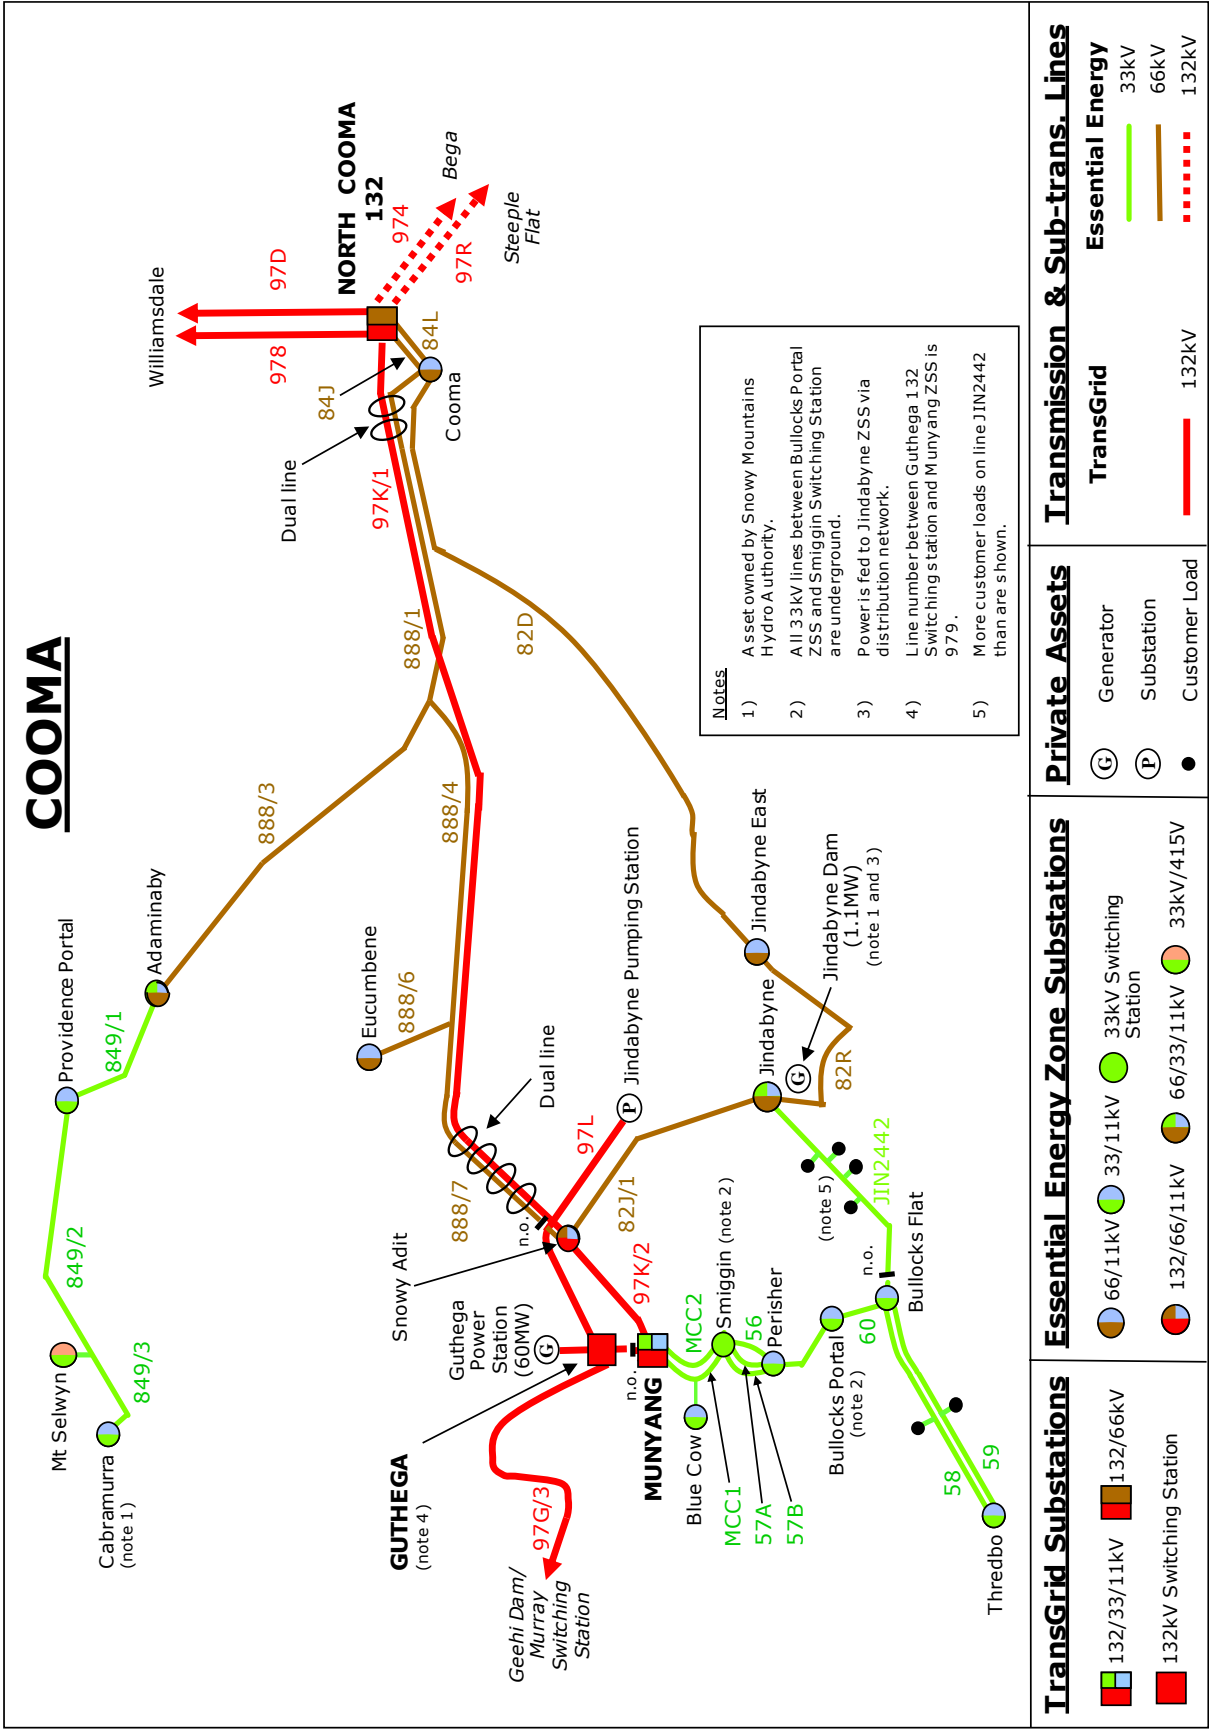 COOMA
Williamsdale
978
97D
NORTH COOMA
132
974
Bega
97R
Steeple
Flat
84J
84L
Cooma
Dual line
97K/1
888/1
82D
888/3
888/4
Providence Portal
Adaminaby
849/1
849/2
849/3
Mt Selwyn
Cabramurra
(note 1)
Eucumbene
888/6
Dual line
888/7
Jindabyne Pumping Station
P
97L
n.o.
Snowy Adit
82J/1
97K/2
Guthega
Power
Station
(60MW)
G
n.o.
GUTHEGA
(note 4)
MUNYANG
97G/3
Geehi Dam/
Murray
Switching
Station
Jindabyne East
Jindabyne
G
Jindabyne Dam
(1.1MW)
(note 1 and 3)
82R
JIN2442
(note 5)
n.o.
Bullocks Flat
MCC2
Smiggin (note 2)
56
Perisher
60
Bullocks Portal
(note 2)
Blue Cow
MCC1
57A
57B
58
59
Thredbo
Notes
1) Asset owned by Snowy Mountains
Hydro Authority.
2) All 33kV lines between Bullocks Portal
ZSS and Smiggin Switching Station
are underground.
3) Power is fed to Jindabyne ZSS via
distribution network.
4) Line number between Guthega 132
Switching station and Munyang ZSS is
979.
5) More customer loads on line JIN2442
than are shown.
TransGrid Substations
132/33/11kV
132/66kV
132kV Switching Station
Essential Energy Zone Substations
66/11kV
33/11kV
33kV Switching
Station
132/66/11kV
66/33/11kV
33kV/415V
Private Assets
G Generator
P Substation
Customer Load
Transmission & Sub-trans. Lines
TransGrid
132kV
Essential Energy
33kV
66kV
132kV